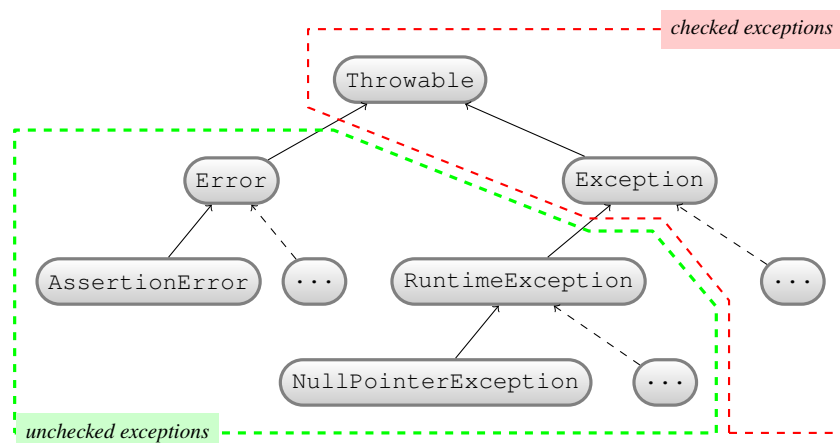 checked exceptions
Throwable
Error
Exception
AssertionError
...
RuntimeException
...
NullPointerException
...
unchecked exceptions